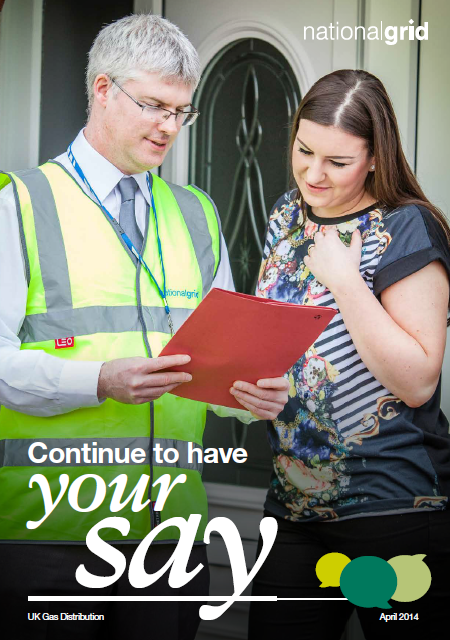 nationalgrid
nationalgrid
LEO
Continue to have
your
say
UK Gas Distribution
April 2014